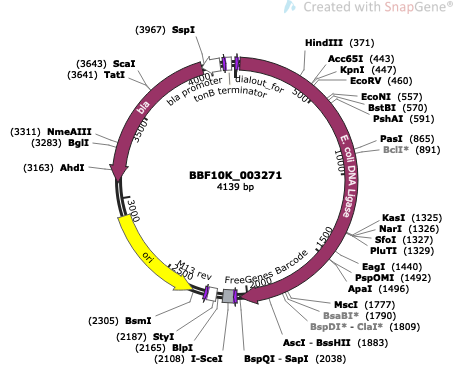 Created with SnapGene®
(3967) SspI
HindIII (371)
Acc65I (443)
KpnI (447)
EcoRV (460)
EcoNI (557)
BstBI (570)
PshAI (591)
PasI (865)
BclI* (891)
KasI (1325)
NarI (1326)
SfoI (1327)
PluTI (1329)
EagI (1440)
PspOMI (1492)
ApaI (1496)
MscI (1777)
BsaBI* (1790)
BspDI* - ClaI* (1809)
AscI - BssHII (1883)
BspQI - SapI (2038)
(2108) I-SceI
(2165) BlpI
(2187) StyI
(2305) BsmI
(3163) AhdI
(3283) BglI
(3311) NmeAIII
(3641) TatI
(3643) ScaI
bla promoter
tonB terminator
dialout_for
E. coli DNA Ligase
FreeGenes Barcode
M13 rev
ori
bla
500
1000
1500
2000
2500
3000
3500
4000
BBF10K_003271
4139 bp